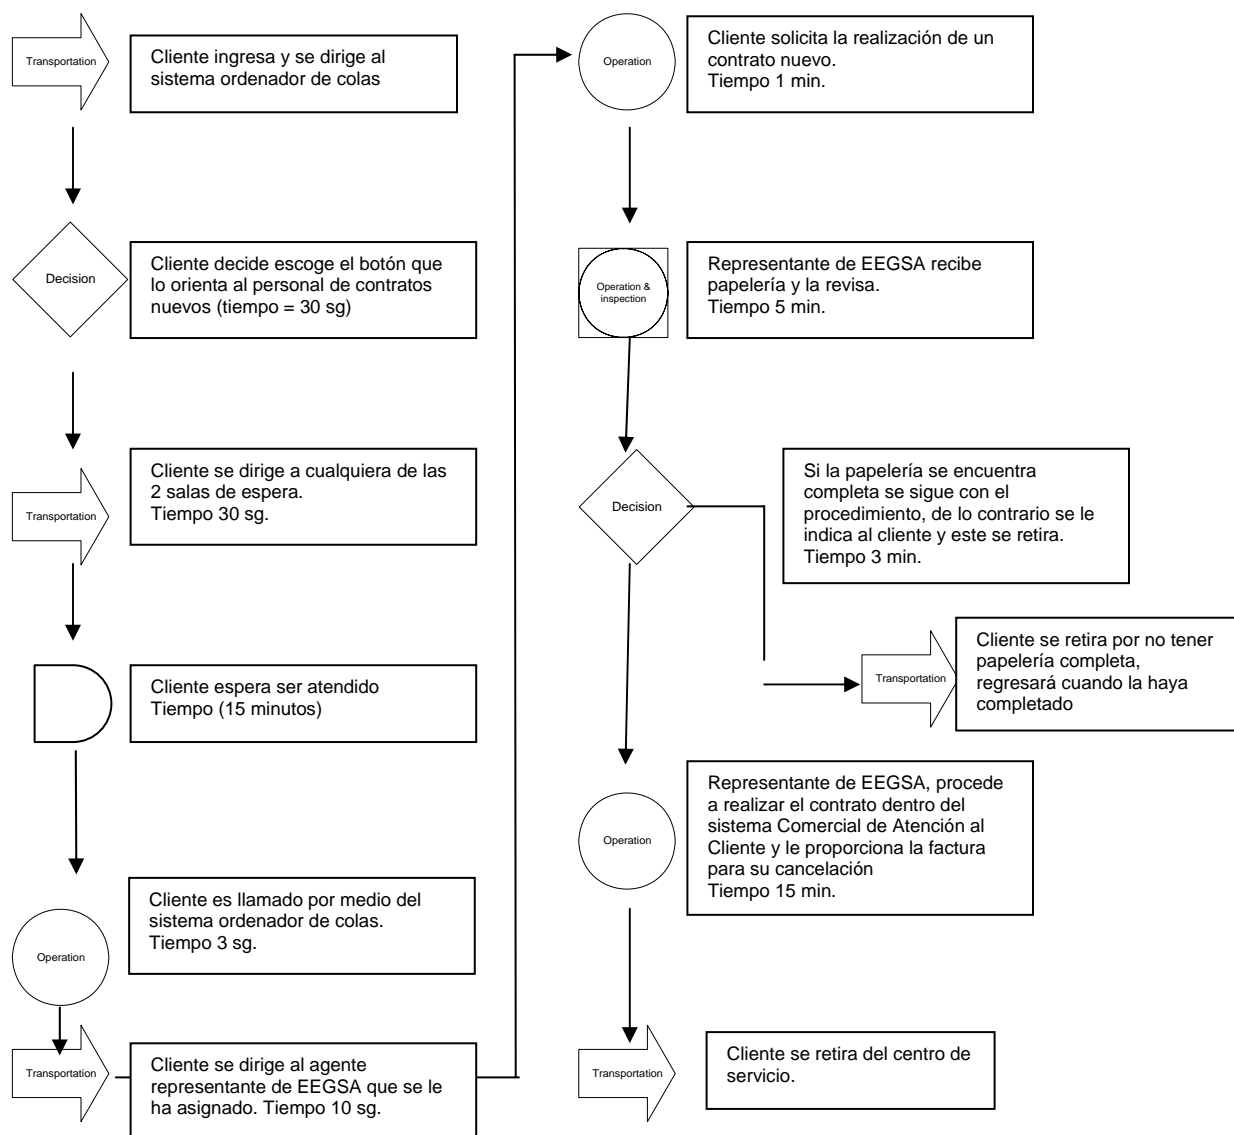 Transportation
Cliente ingresa y se dirige al
sistema ordenador de colas
Decision
Cliente decide escoge el botón que
lo orienta al personal de contratos
nuevos (tiempo = 30 sg)
Transportation
Cliente se dirige a cualquiera de las
2 salas de espera.
Tiempo 30 sg.
Cliente espera ser atendido
Tiempo (15 minutos)
Operation
Cliente es llamado por medio del
sistema ordenador de colas.
Tiempo 3 sg.
Transportation
Cliente se dirige al agente
representante de EEGSA que se le
ha asignado. Tiempo 10 sg.
Operation
Cliente solicita la realización de un
contrato nuevo.
Tiempo 1 min.
Operation &
inspection
Representante de EEGSA recibe
papelería y la revisa.
Tiempo 5 min.
Decision
Si la papelería se encuentra
completa se sigue con el
procedimiento, de lo contrario se le
indica al cliente y este se retira.
Tiempo 3 min.
Transportation
Cliente se retira por no tener
papelería completa,
regresará cuando la haya
completado
Operation
Representante de EEGSA, procede
a realizar el contrato dentro del
sistema Comercial de Atención al
Cliente y le proporciona la factura
para su cancelación
Tiempo 15 min.
Transportation
Cliente se retira del centro de
servicio.